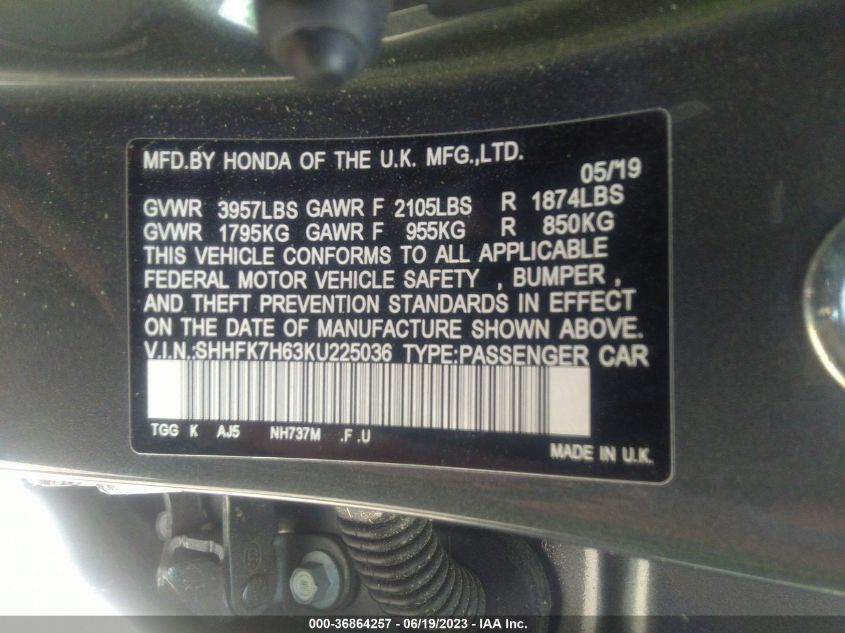 MFD.BY HONDA OF THE U.K. MFG.,LTD.
05/19
GVWR 3957LBS GAWR F 2105LBS R 1874LBS
GVWR 1795KG GAWR F 955KG R 850KG
THIS VEHICLE CONFORMS TO ALL APPLICABLE
FEDERAL MOTOR VEHICLE SAFETY , BUMPER ,
AND THEFT PREVENTION STANDARDS IN EFFECT
ON THE DATE OF MANUFACTURE SHOWN ABOVE.
V.I.N.:SHHFK7H63KU225036 TYPE:PASSENGER CAR
TGG K AJ5 NH737M .F .U
MADE IN U.K.
000-36864257 - 06/19/2023 - IAA Inc.